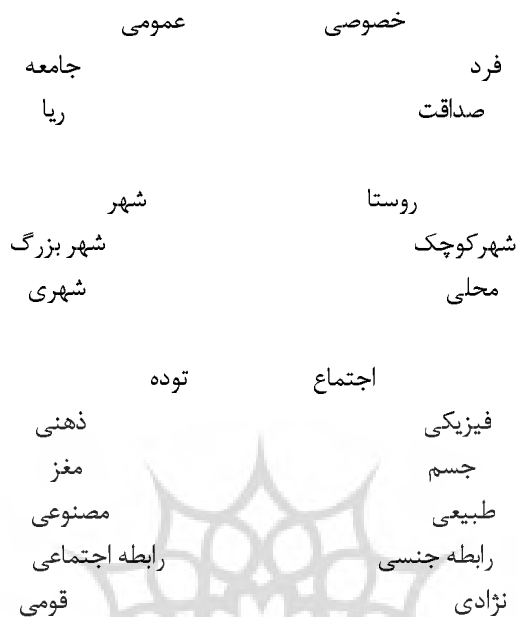 خصوصی عمومی
فرد جامعه
صداقت ریا
روستا شهر
شهرکوچک شهر بزرگ
محلی شهری
اجتماع توده
فیزیکی ذهنی
جسم مغز
طبیعی مصنوعی
رابطه جنسی رابطه اجتماعی
نژادی قومی